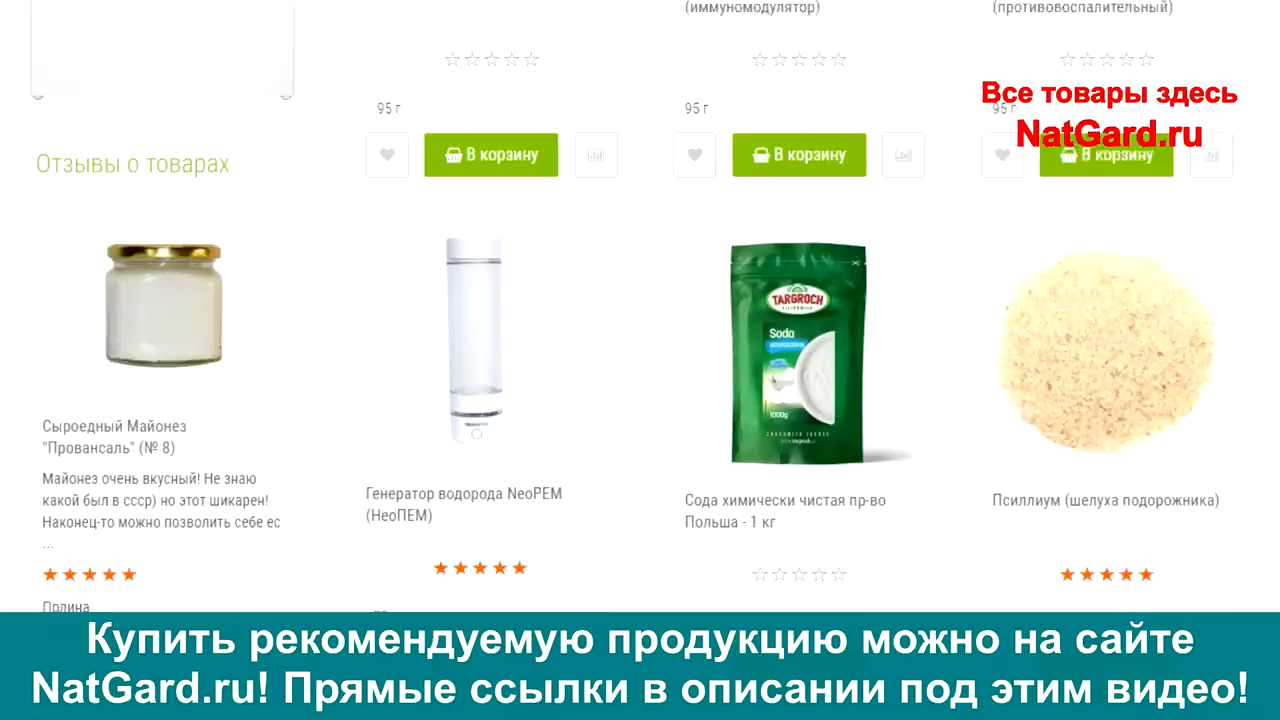 (иммуномодулятор)
(противовоспалительный)
Все товары здесь
NatGard.ru
95 г
95 г
95 г
В корзину
В корзину
В корзину
Отзывы о товарах
TARGROCH
Soda
1000g
Сыроедный Майонез
"Провансаль" (№ 8)
Майонез очень вкусный! Не знаю
какой был в ссср) но этот шикарен!
Наконец-то можно позволить себе ес
...
Полина
Генератор водорода NeoPEM
(НеоПЕМ)
Сода химически чистая пр-во
Польша - 1 кг
Псиллиум (шелуха подорожника)
Купить рекомендуемую продукцию можно на сайте
NatGard.ru! Прямые ссылки в описании под этим видео!